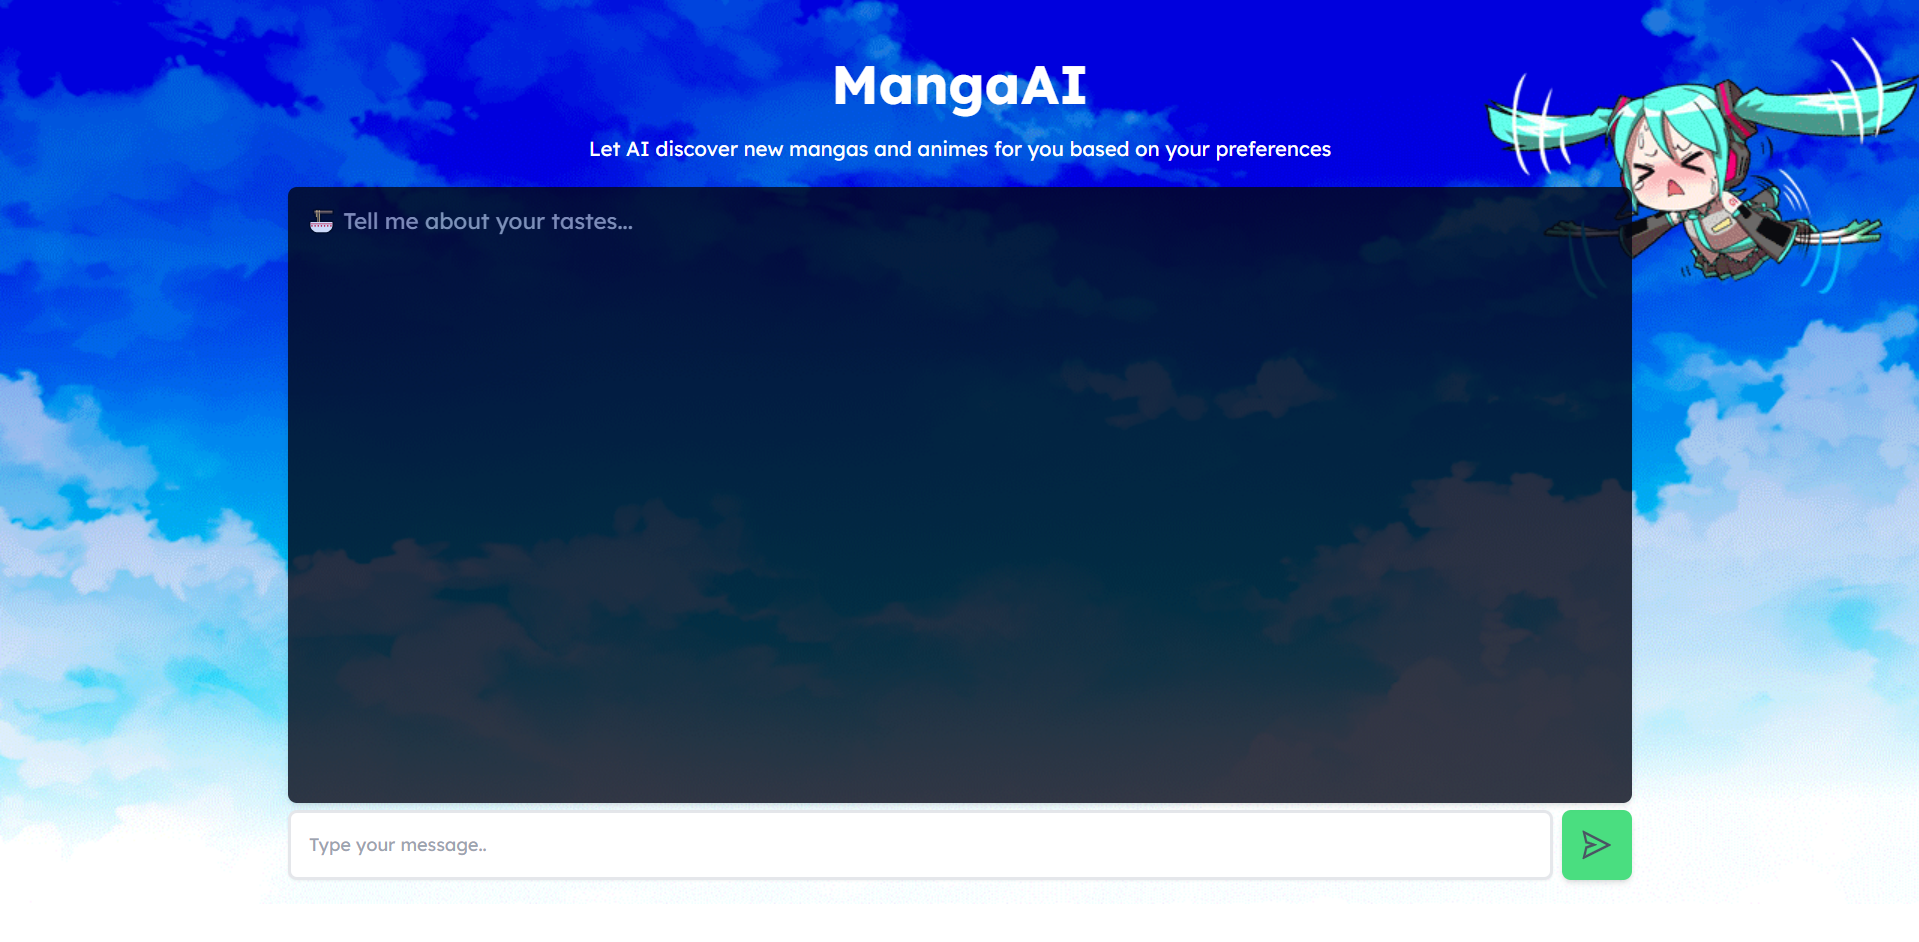 MangaAI
Let AI discover new mangas and animes for you based on your preferences
🍜 Tell me about your tastes...
Type your message..